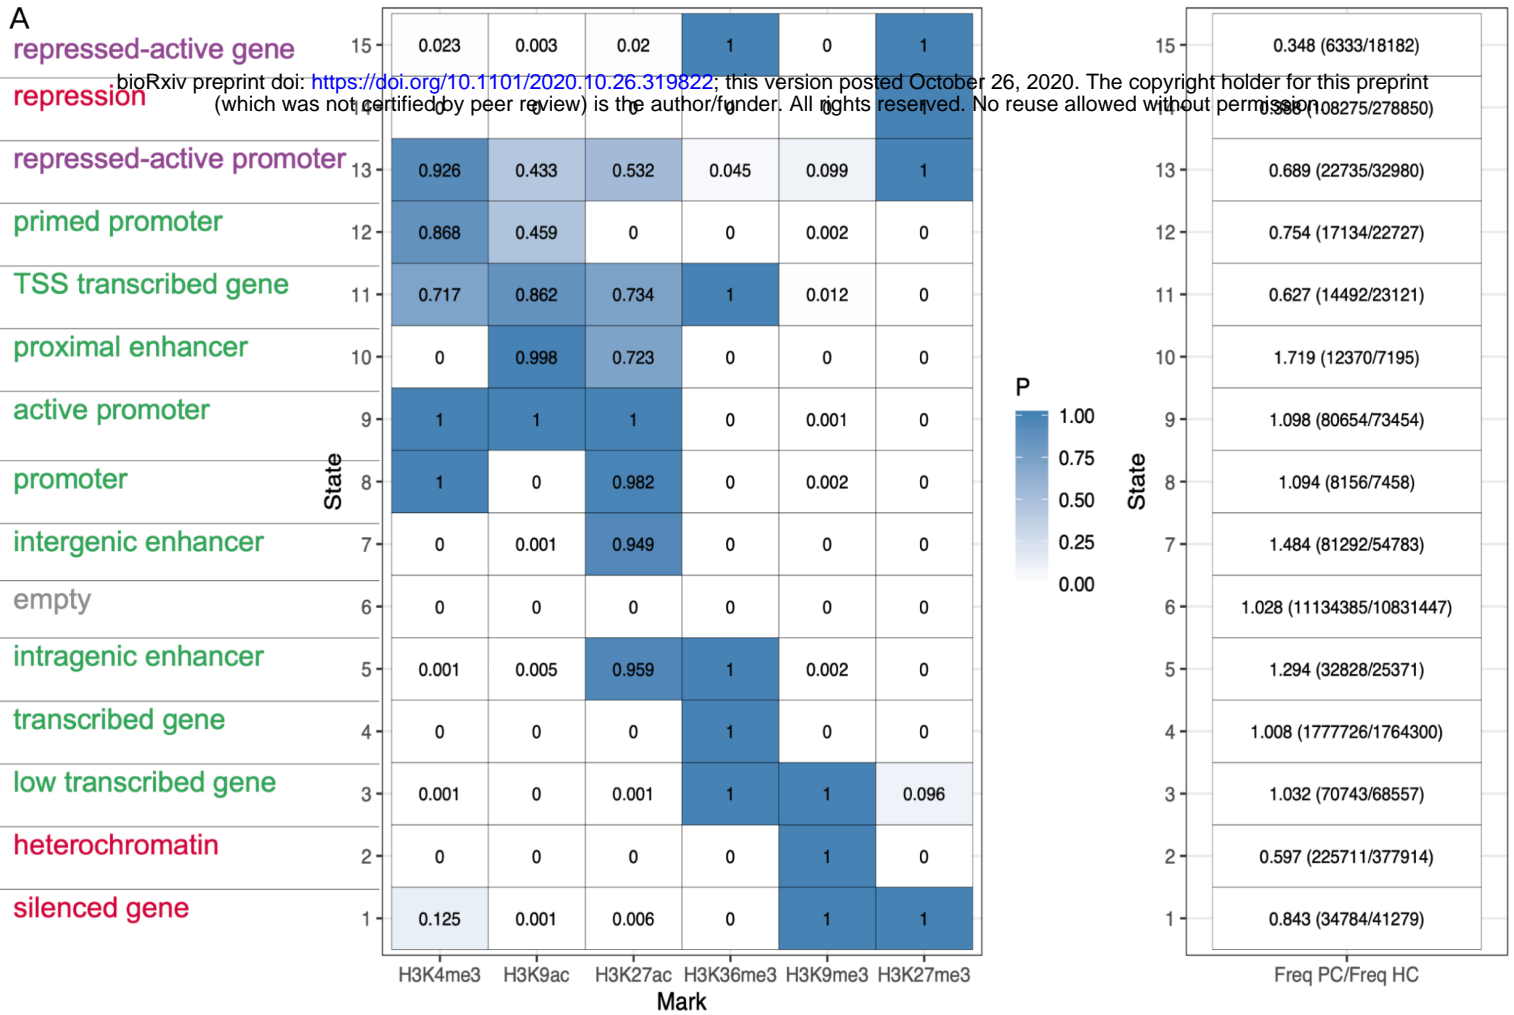 A
repressed-active gene 15 0.023 0.003 0.02 1 0 1 15 0.348 (6333/18182)
bioRxiv preprint doi: https://doi.org/10.1101/2020.10.26.319822; this version posted October 26, 2020. The copyright holder for this preprint
(which was not certified by peer review) is the author/funder. All rights reserved. No reuse allowed without permission.
repression 14 0 0 0 0 0 1 14 0.388 (108275/278850)
repressed-active promoter 13 0.926 0.433 0.532 0.045 0.099 1 13 0.689 (22735/32980)
primed promoter 12 0.868 0.459 0 0 0.002 0 12 0.754 (17134/22727)
TSS transcribed gene 11 0.717 0.862 0.734 1 0.012 0 11 0.627 (14492/23121)
proximal enhancer 10 0 0.998 0.723 0 0 0 10 1.719 (12370/7195)
active promoter 9 1 1 1 0 0.001 0 9 1.098 (80654/73454)
promoter 8 1 0 0.982 0 0.002 0 8 1.094 (8156/7458)
intergenic enhancer 7 0 0.001 0.949 0 0 0 7 1.484 (81292/54783)
empty 6 0 0 0 0 0 0 6 1.028 (11134385/10831447)
intragenic enhancer 5 0.001 0.005 0.959 1 0.002 0 5 1.294 (32828/25371)
transcribed gene 4 0 0 0 1 0 0 4 1.008 (1777726/1764300)
low transcribed gene 3 0.001 0 0.001 1 1 0.096 3 1.032 (70743/68557)
heterochromatin 2 0 0 0 0 1 0 2 0.597 (225711/377914)
silenced gene 1 0.125 0.001 0.006 0 1 1 1 0.843 (34784/41279)
H3K4me3 H3K9ac H3K27ac H3K36me3 H3K9me3 H3K27me3 Freq PC/Freq HC
Mark
State
P
1.00
0.75
0.50
0.25
0.00
State